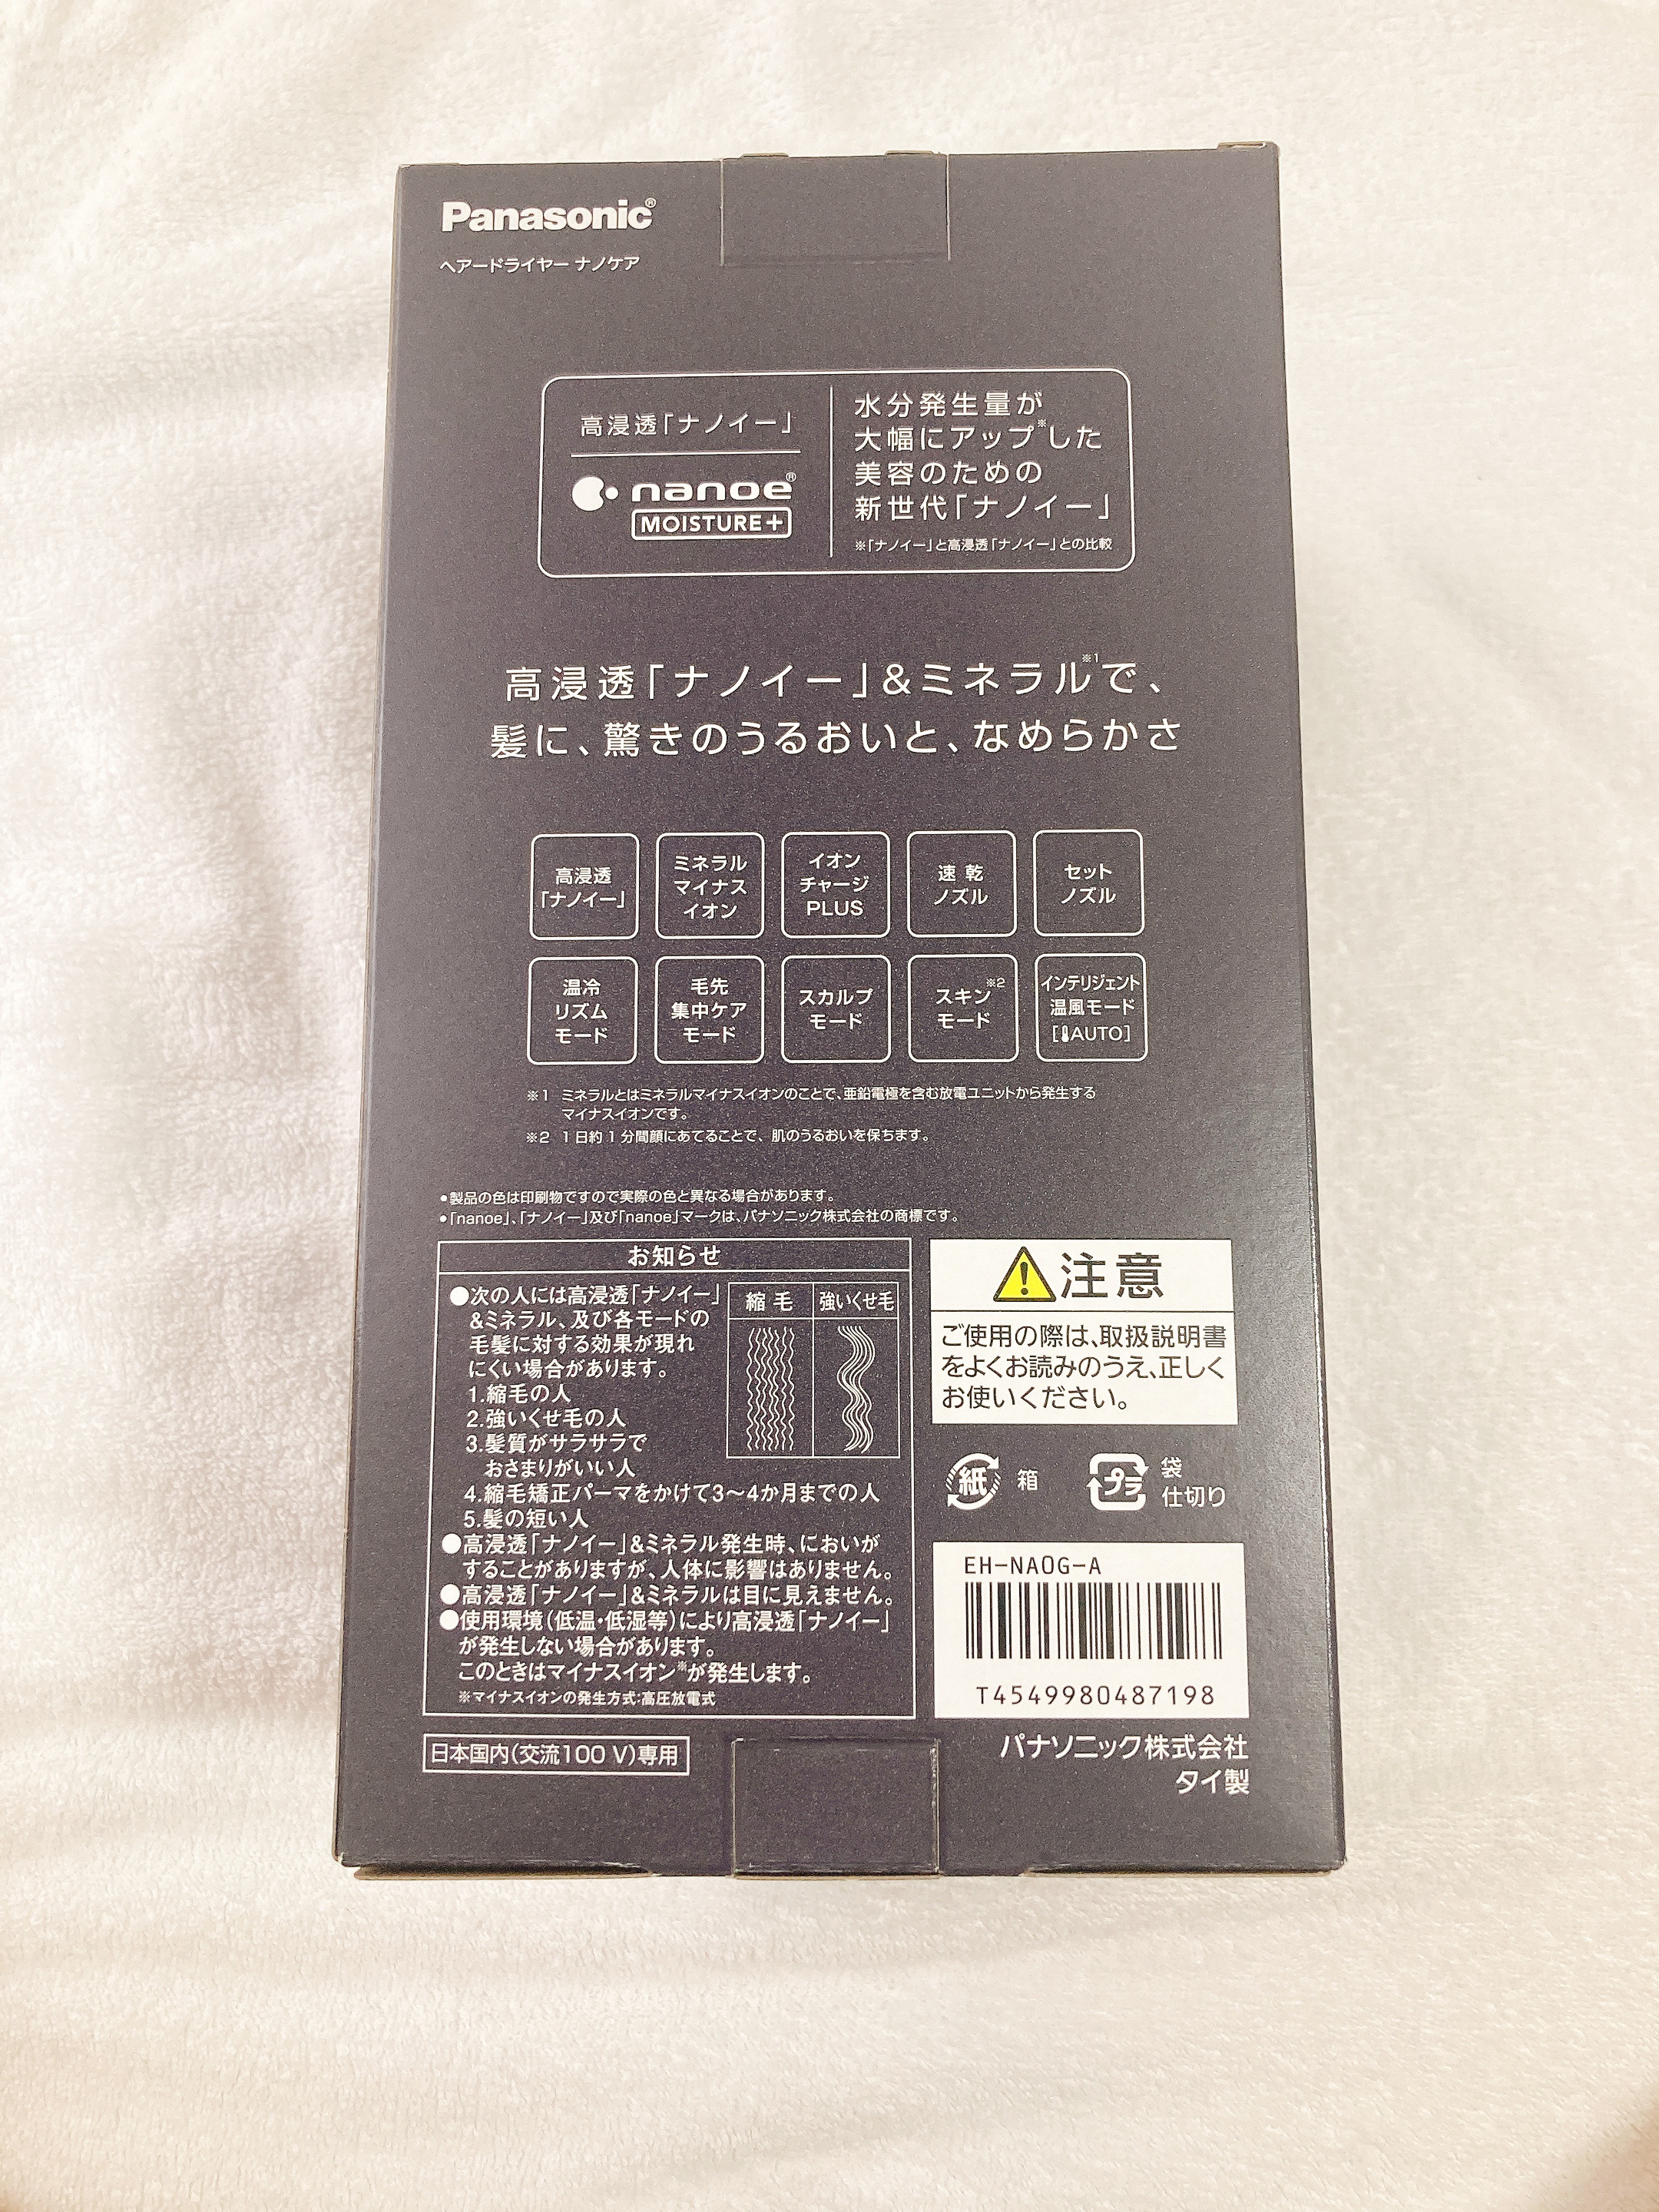 Panasonic®
ヘアードライヤー ナノケア
高浸透「ナノイー」
nanoe®
MOISTURE+
水分発生量が
大幅にアップ※した
美容のための
新世代「ナノイー」
※「ナノイー」と高浸透「ナノイー」との比較
高浸透「ナノイー」&ミネラル※1で、
髪に、驚きのうるおいと、なめらかさ
高浸透
「ナノイー」
ミネラル
マイナス
イオン
イオン
チャージ
PLUS
速乾
ノズル
セット
ノズル
温冷
リズム
モード
毛先
集中ケア
モード
スカルプ
モード
スキン※2
モード
インテリジェント
温風モード
[AUTO]
※1 ミネラルとはミネラルマイナスイオンのことで、亜鉛電極を含む放電ユニットから発生する
マイナスイオンです。
※2 1日約1分間顔にあてることで、肌のうるおいを保ちます。
●製品の色は印刷物ですので実際の色と異なる場合があります。
●「nanoe」、「ナノイー」及び「nanoe」マークは、パナソニック株式会社の商標です。
お知らせ
●次の人には高浸透「ナノイー」
&ミネラル、及び各モードの
毛髪に対する効果が現れ
にくい場合があります。
1.縮毛の人
2.強いくせ毛の人
3.髪質がサラサラで
おさまりがいい人
4.縮毛矯正パーマをかけて3～4か月までの人
5.髪の短い人
縮毛
強いくせ毛
●高浸透「ナノイー」&ミネラル発生時、においが
することがありますが、人体に影響はありません。
●高浸透「ナノイー」&ミネラルは目に見えません。
●使用環境(低温・低湿等)により高浸透「ナノイー」
が発生しない場合があります。
このときはマイナスイオン※が発生します。
※マイナスイオンの発生方式:高圧放電式
日本国内(交流100 V)専用
注意
ご使用の際は、取扱説明書
をよくお読みのうえ、正しく
お使いください。
紙
箱
プラ
袋
仕切り
EH-NA0G-A
T4549980487198
パナソニック株式会社
タイ製